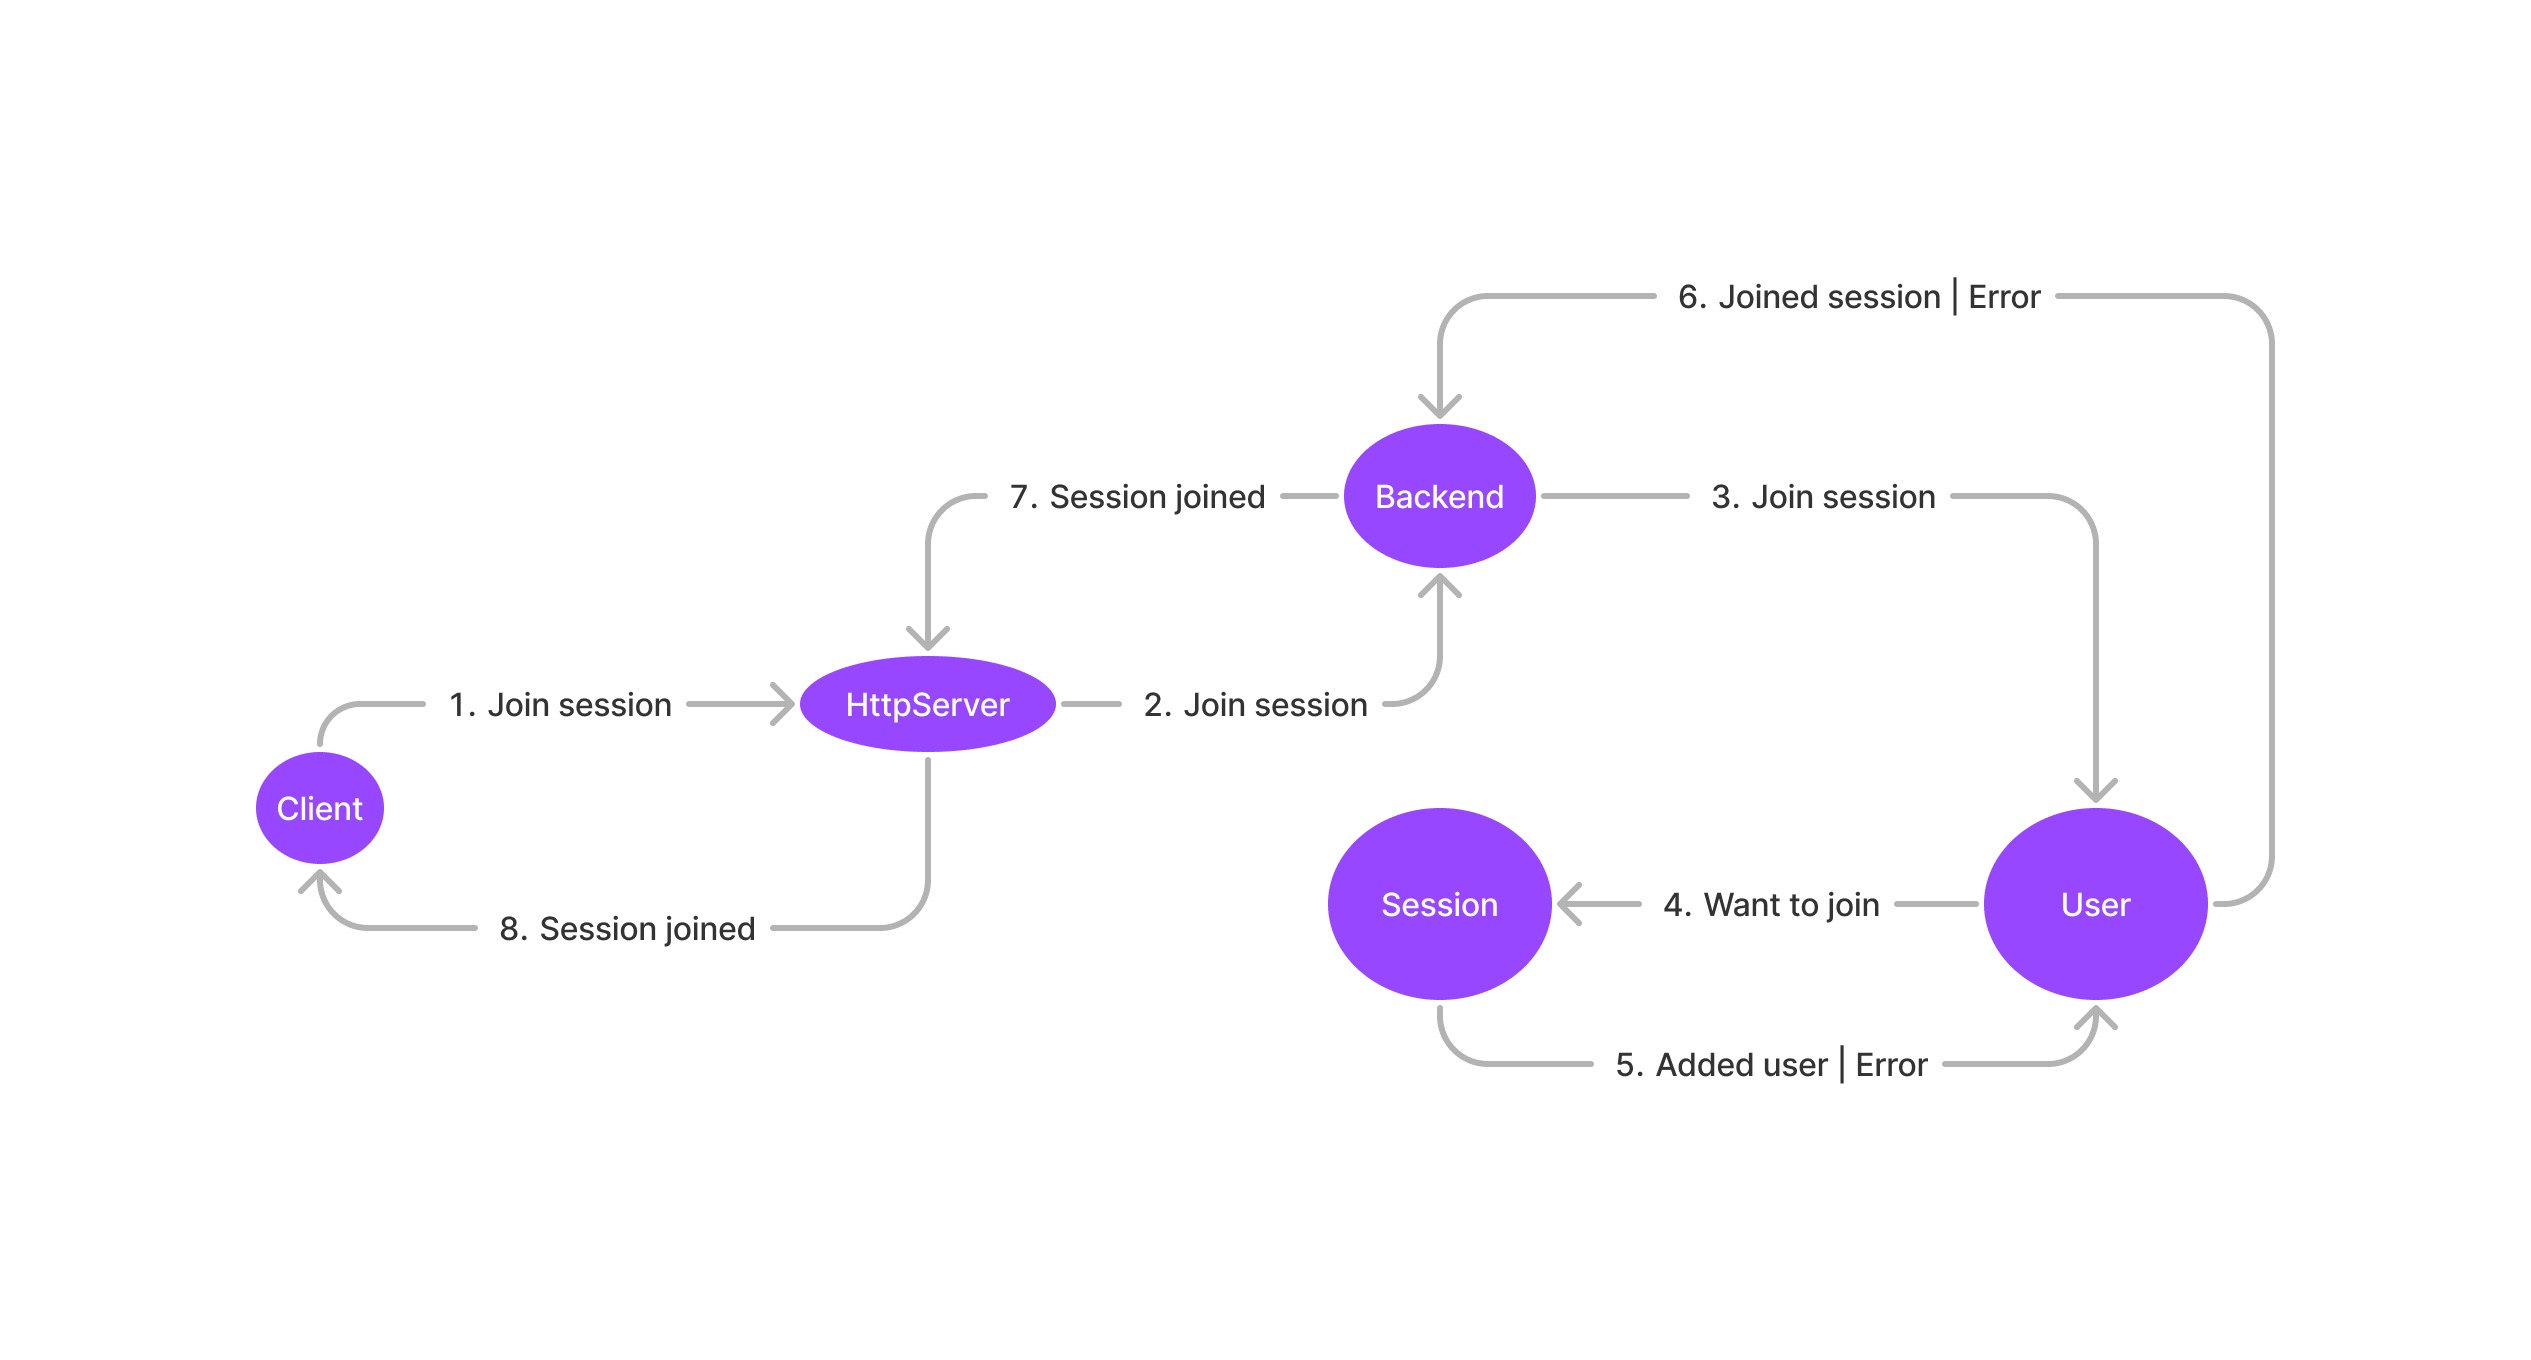 6. Joined session | Error
7. Session joined
Backend
3. Join session
1. Join session
HttpServer
2. Join session
Client
Session
4. Want to join
User
8. Session joined
5. Added user | Error